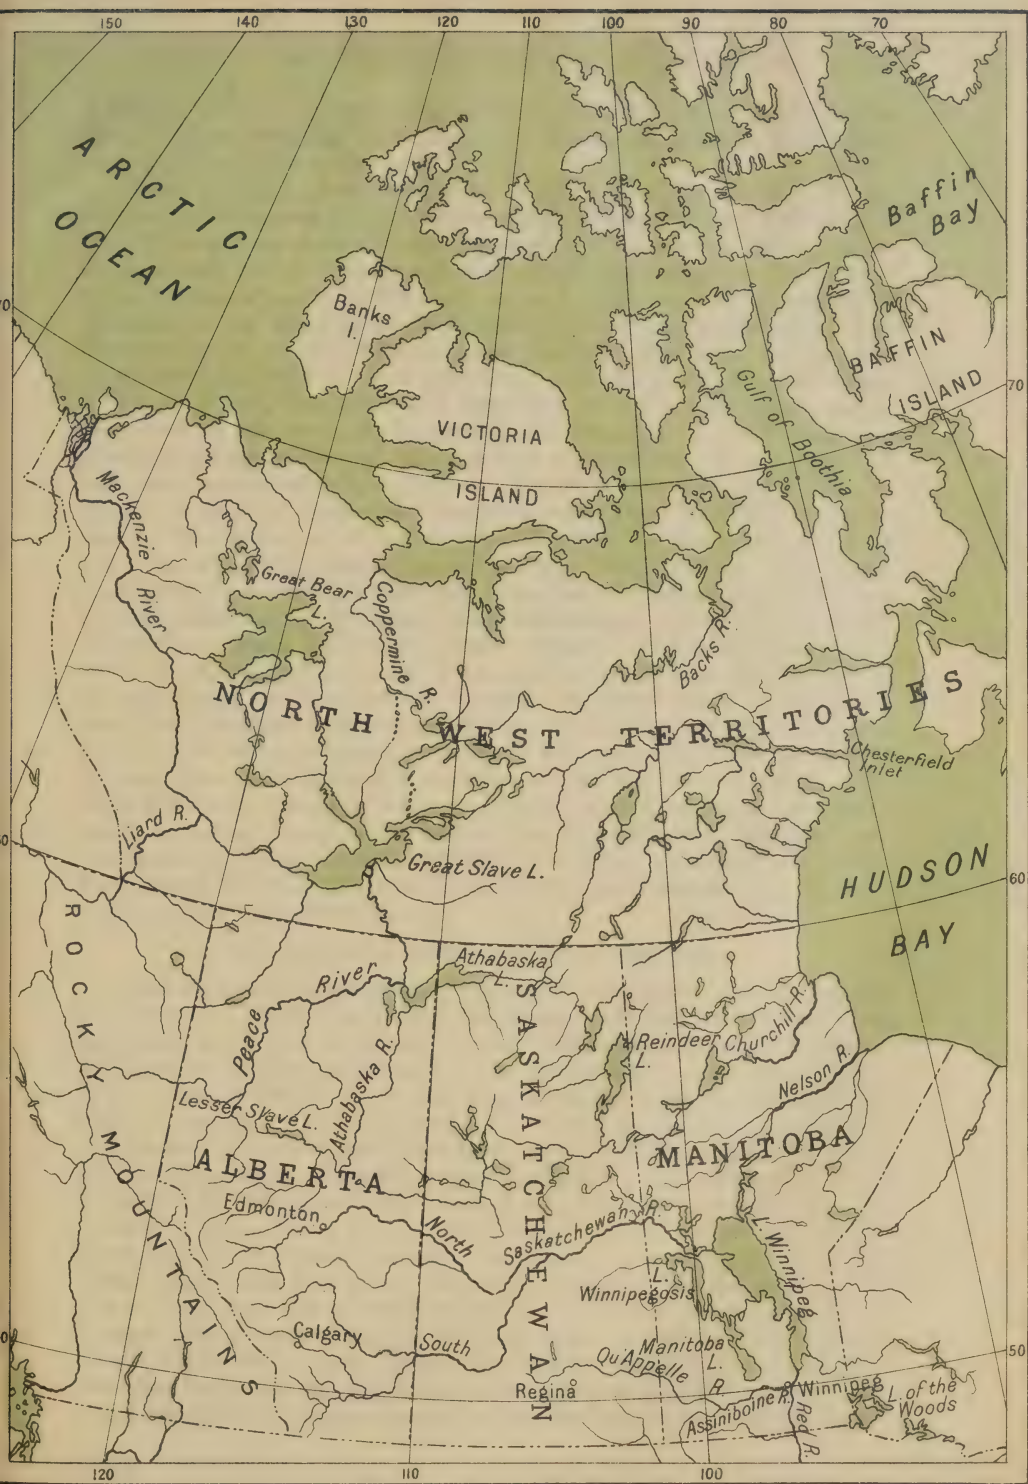 150 140 130 120 110 100 90 80 70
ARCTIC
OCEAN
Baffin
Bay
Banks
I.
BAFFIN
ISLAND
70
Gulf of Boothia
VICTORIA
ISLAND
Mackenzie
River
Great Bear
L.
Coppermine R.
Backs R.
NORTH WEST TERRITORIES
Chesterfield
Inlet
Liard R.
Great Slave L.
HUDSON
BAY
60
ROCKY MOUNTAINS
Athabaska
L.
Peace River
SASKATCHEWAN
Reindeer
L.
Churchill R.
Nelson R.
Athabaska R.
Lesser Slave L.
ALBERTA
MANITOBA
Edmonton
North
Saskatchewan R.
L. Winnipeg
L.
Winnipegosis
Calgary
South
Manitoba
L.
Qu'Appelle R.
50
Regina
Winnipeg
Assiniboine R.
Red R.
L. of the
Woods
120 110 100